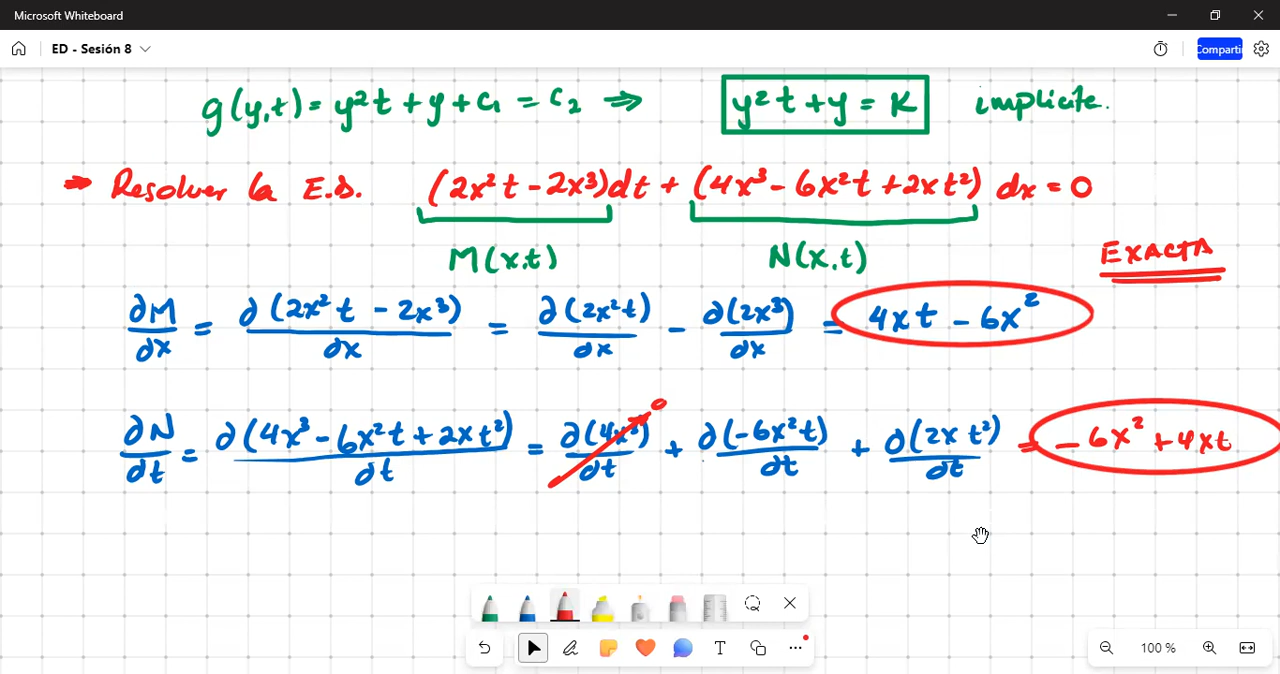 Microsoft Whiteboard
ED - Sesión 8
Comparti
g(y,t) = y²t + y + C₁ = C₂ ⇒ y²t + y = K implicite.
→ Resolver la E.D. (2x²t - 2x³)dt + (4x³ - 6x²t + 2xt²) dx = 0
M(x,t) N(x,t) EXACTA
∂M/∂x = ∂(2x²t - 2x³)/∂x = ∂(2x²t)/∂x - ∂(2x³)/∂x = 4xt - 6x²
∂N/∂t = ∂(4x³ - 6x²t + 2xt²)/∂t = ∂(4x³)/∂t 0 + ∂(-6x²t)/∂t + ∂(2xt²)/∂t = -6x² + 4xt
T
100 %